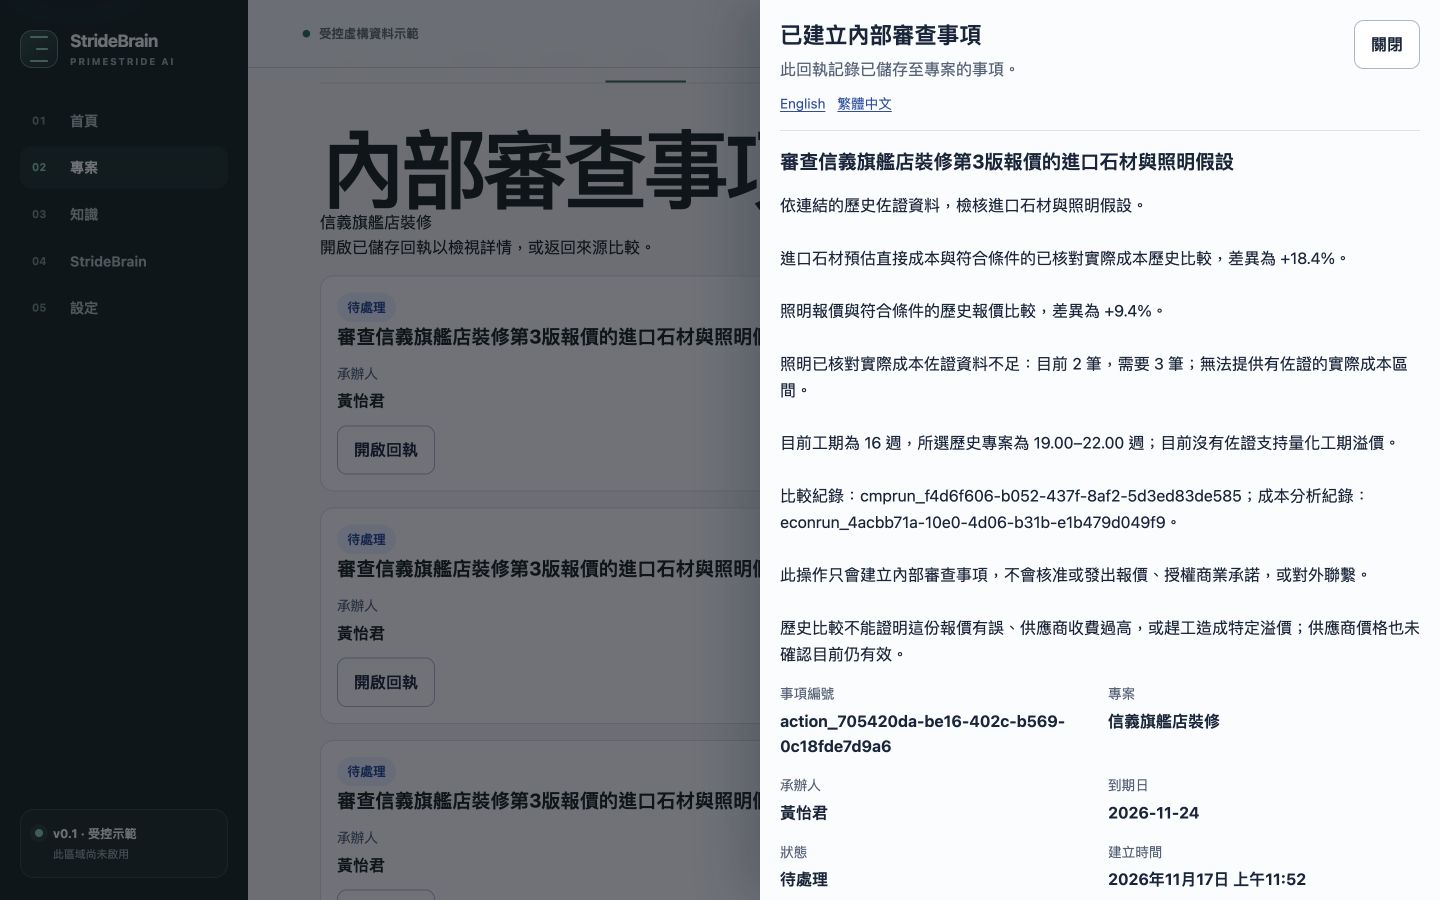 StrideBrain
PRIMESTRIDE AI
01 首頁
02 專案
03 知識
04 StrideBrain
05 設定
v0.1 · 受控示範
此區域尚未啟用
受控虛構資料示範
內部審查事項
信義旗艦店裝修
開啟已儲存回執以檢視詳情，或返回來源比較。
待處理
審查信義旗艦店裝修第3版報價的進口石材與照明假
承辦人
黃怡君
開啟回執
待處理
審查信義旗艦店裝修第3版報價的進口石材與照明假
承辦人
黃怡君
開啟回執
待處理
審查信義旗艦店裝修第3版報價的進口石材與照明假
承辦人
黃怡君
已建立內部審查事項
關閉
此回執記錄已儲存至專案的事項。
English 繁體中文
審查信義旗艦店裝修第3版報價的進口石材與照明假設
依連結的歷史佐證資料，檢核進口石材與照明假設。
進口石材預估直接成本與符合條件的已核對實際成本歷史比較，差異為 +18.4%。
照明報價與符合條件的歷史報價比較，差異為 +9.4%。
照明已核對實際成本佐證資料不足：目前 2 筆，需要 3 筆；無法提供有佐證的實際成本區
間。
目前工期為 16 週，所選歷史專案為 19.00–22.00 週；目前沒有佐證支持量化工期溢價。
比較紀錄：cmprun_f4d6f606-b052-437f-8af2-5d3ed83de585；成本分析紀錄：
econrun_4acbb71a-10e0-4d06-b31b-e1b479d049f9。
此操作只會建立內部審查事項，不會核准或發出報價、授權商業承諾，或對外聯繫。
歷史比較不能證明這份報價有誤、供應商收費過高，或趕工造成特定溢價；供應商價格也未
確認目前仍有效。
事項編號
action_705420da-be16-402c-b569-
0c18fde7d9a6
專案
信義旗艦店裝修
承辦人
黃怡君
到期日
2026-11-24
狀態
待處理
建立時間
2026年11月17日 上午11:52